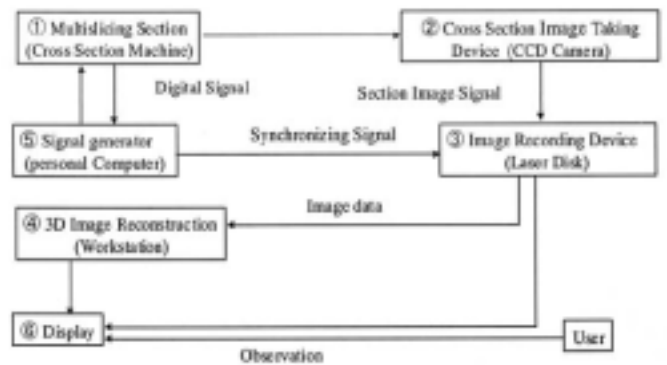 ① Multislicing Section
(Cross Section Machine)
② Cross Section Image Taking
Device (CCD Camera)
Digital Signal
Section Image Signal
⑤ Signal generator
(personal Computer)
Synchronizing Signal
③ Image Recording Device
(Laser Disk)
Image data
④ 3D Image Reconstruction
(Workstation)
⑥ Display
User
Observation